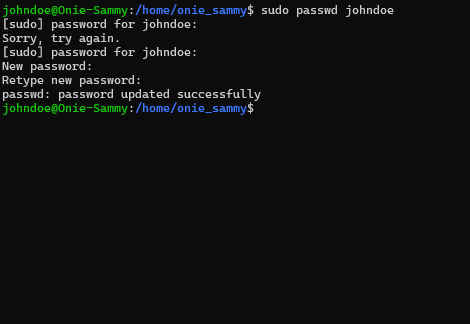 johndoe@Onie-Sammy:/home/onie_sammy$ sudo passwd johndoe
[sudo] password for johndoe:
Sorry, try again.
[sudo] password for johndoe:
New password:
Retype new password:
passwd: password updated successfully
johndoe@Onie-Sammy:/home/onie_sammy$